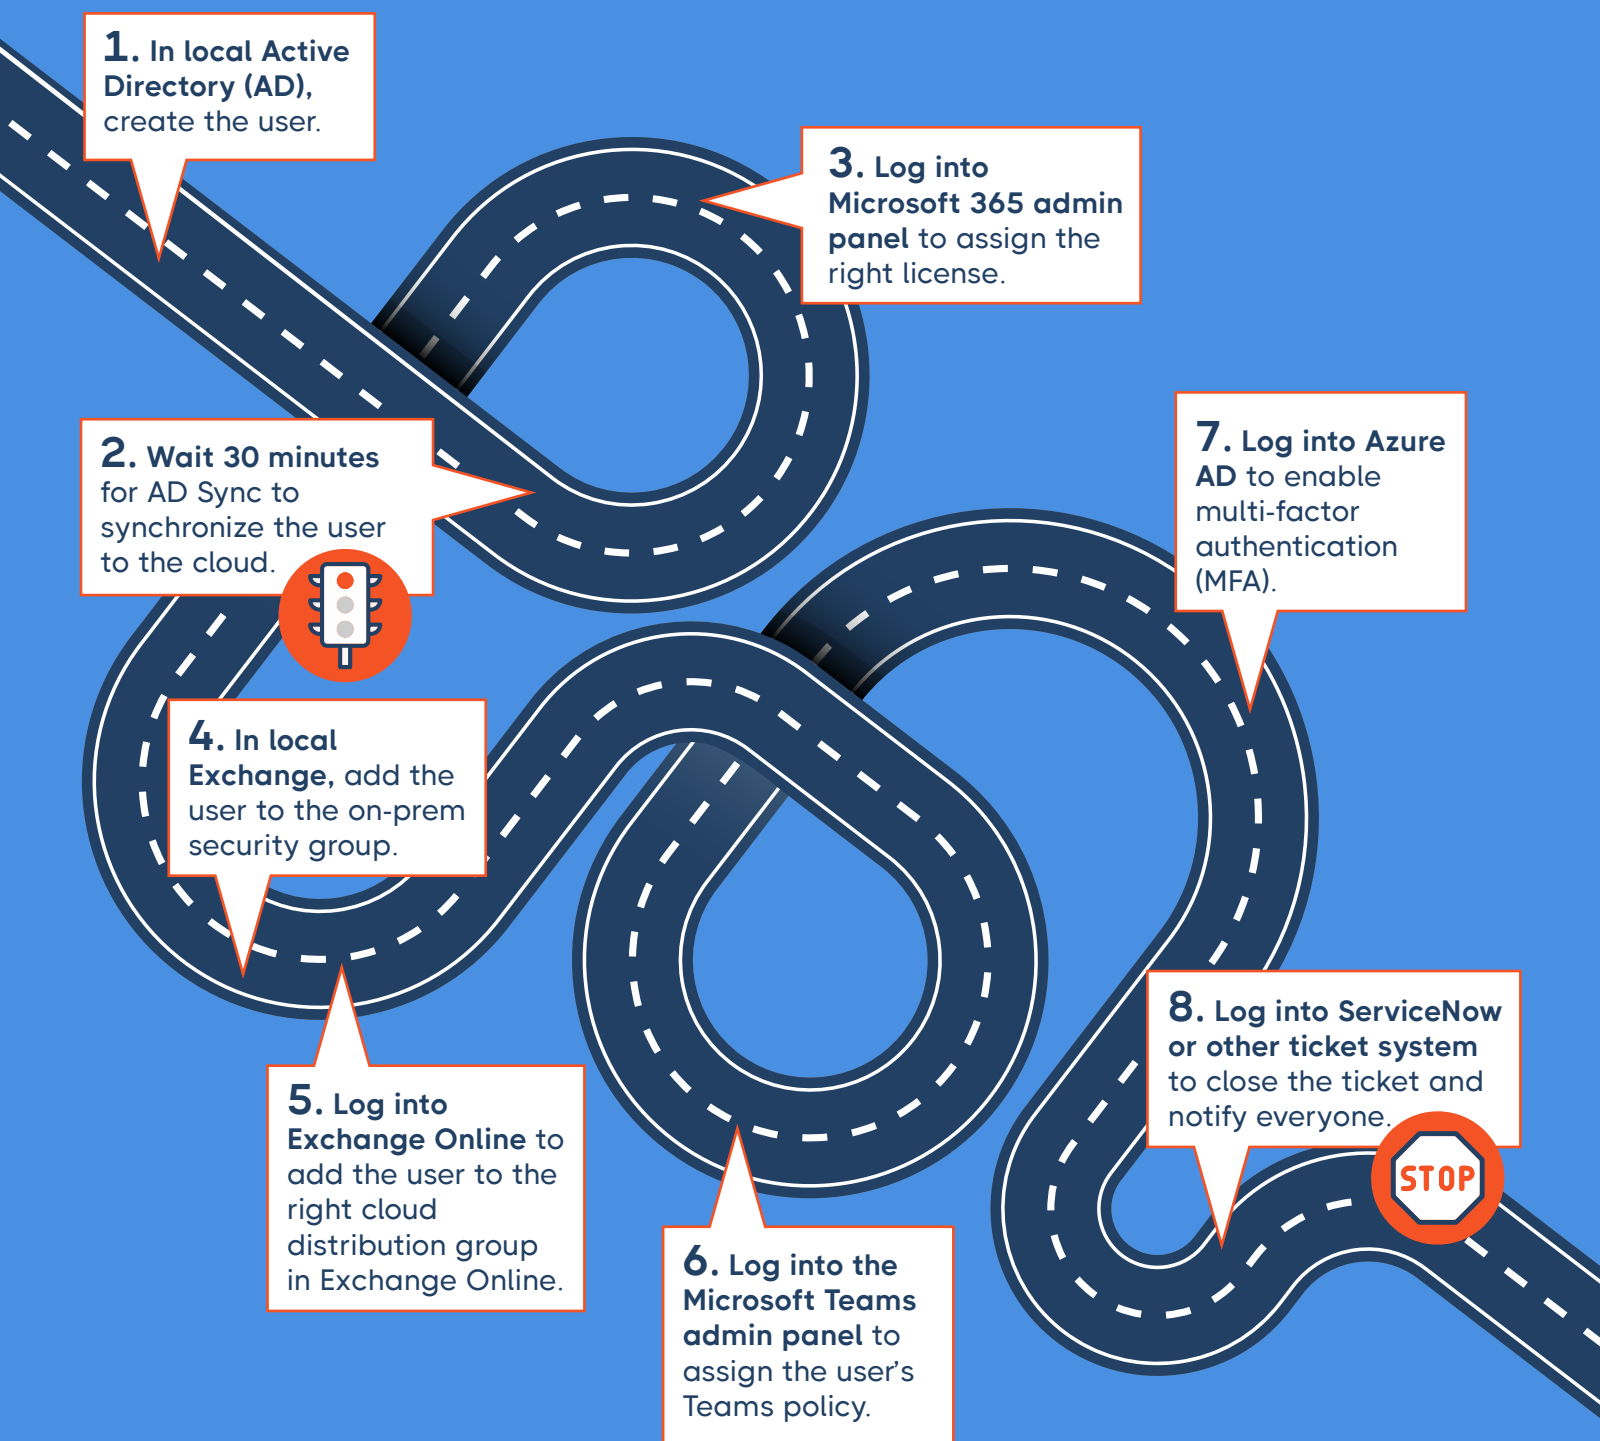 1. In local Active
Directory (AD),
create the user.
2. Wait 30 minutes
for AD Sync to
synchronize the user
to the cloud.
3. Log into
Microsoft 365 admin
panel to assign the
right license.
4. In local
Exchange, add the
user to the on-prem
security group.
5. Log into
Exchange Online to
add the user to the
right cloud
distribution group
in Exchange Online.
6. Log into the
Microsoft Teams
admin panel to
assign the user’s
Teams policy.
7. Log into Azure
AD to enable
multi-factor
authentication
(MFA).
8. Log into ServiceNow
or other ticket system
to close the ticket and
notify everyone.
STOP